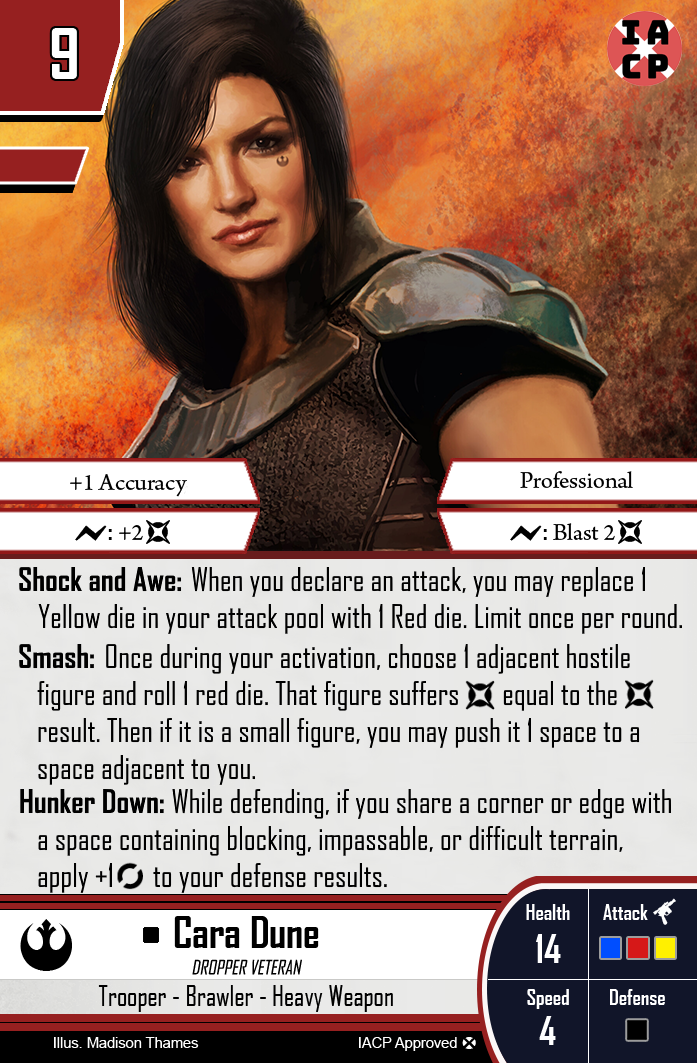 9
IA
CP
+1 Accuracy
Professional
: +2
: Blast 2
Shock and Awe: When you declare an attack, you may replace 1
Yellow die in your attack pool with 1 Red die. Limit once per round.
Smash: Once during your activation, choose 1 adjacent hostile
figure and roll 1 red die. That figure suffers equal to the
result. Then if it is a small figure, you may push it 1 space to a
space adjacent to you.
Hunker Down: While defending, if you share a corner or edge with
a space containing blocking, impassable, or difficult terrain,
apply +1 to your defense results.
Cara Dune
DROPPER VETERAN
Trooper - Brawler - Heavy Weapon
Health
14
Attack
Speed
4
Defense
Illus. Madison Thames
IACP Approved